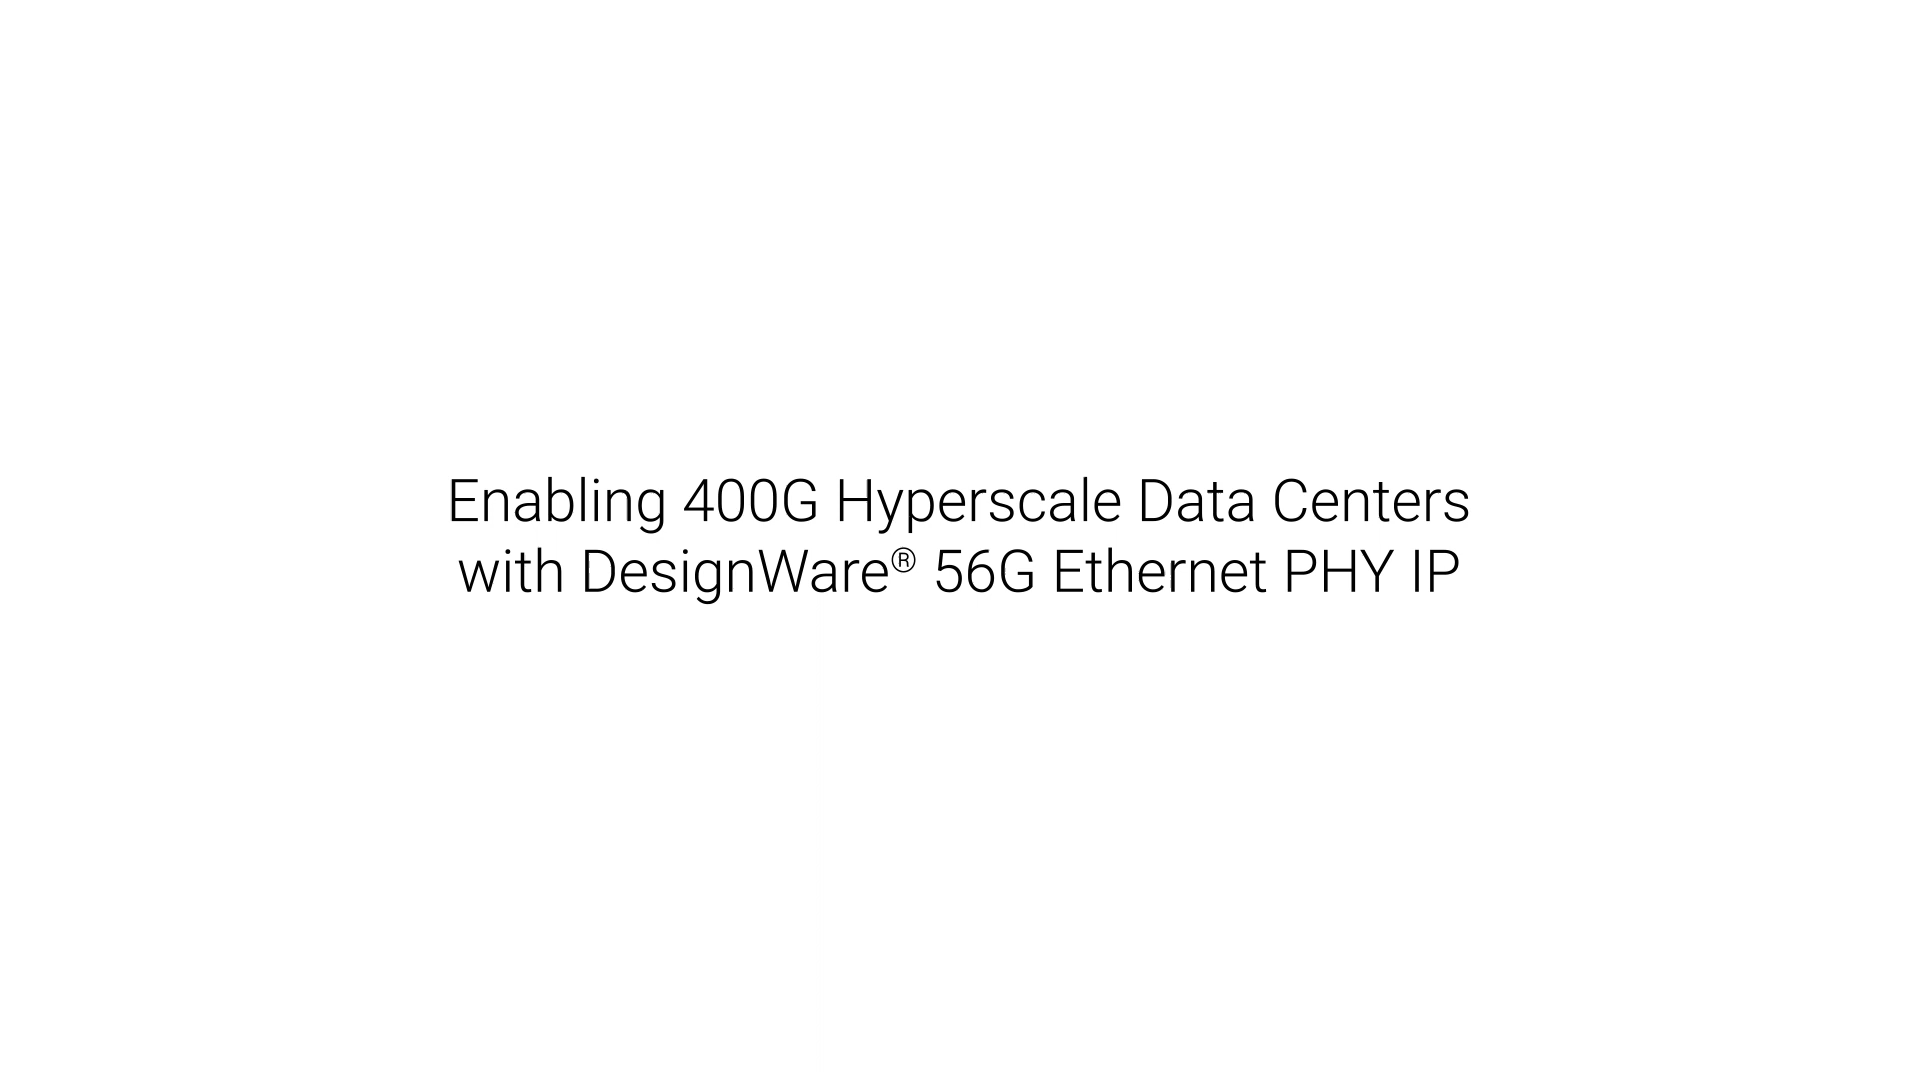 Enabling 400G Hyperscale Data Centers
with DesignWare® 56G Ethernet PHY IP